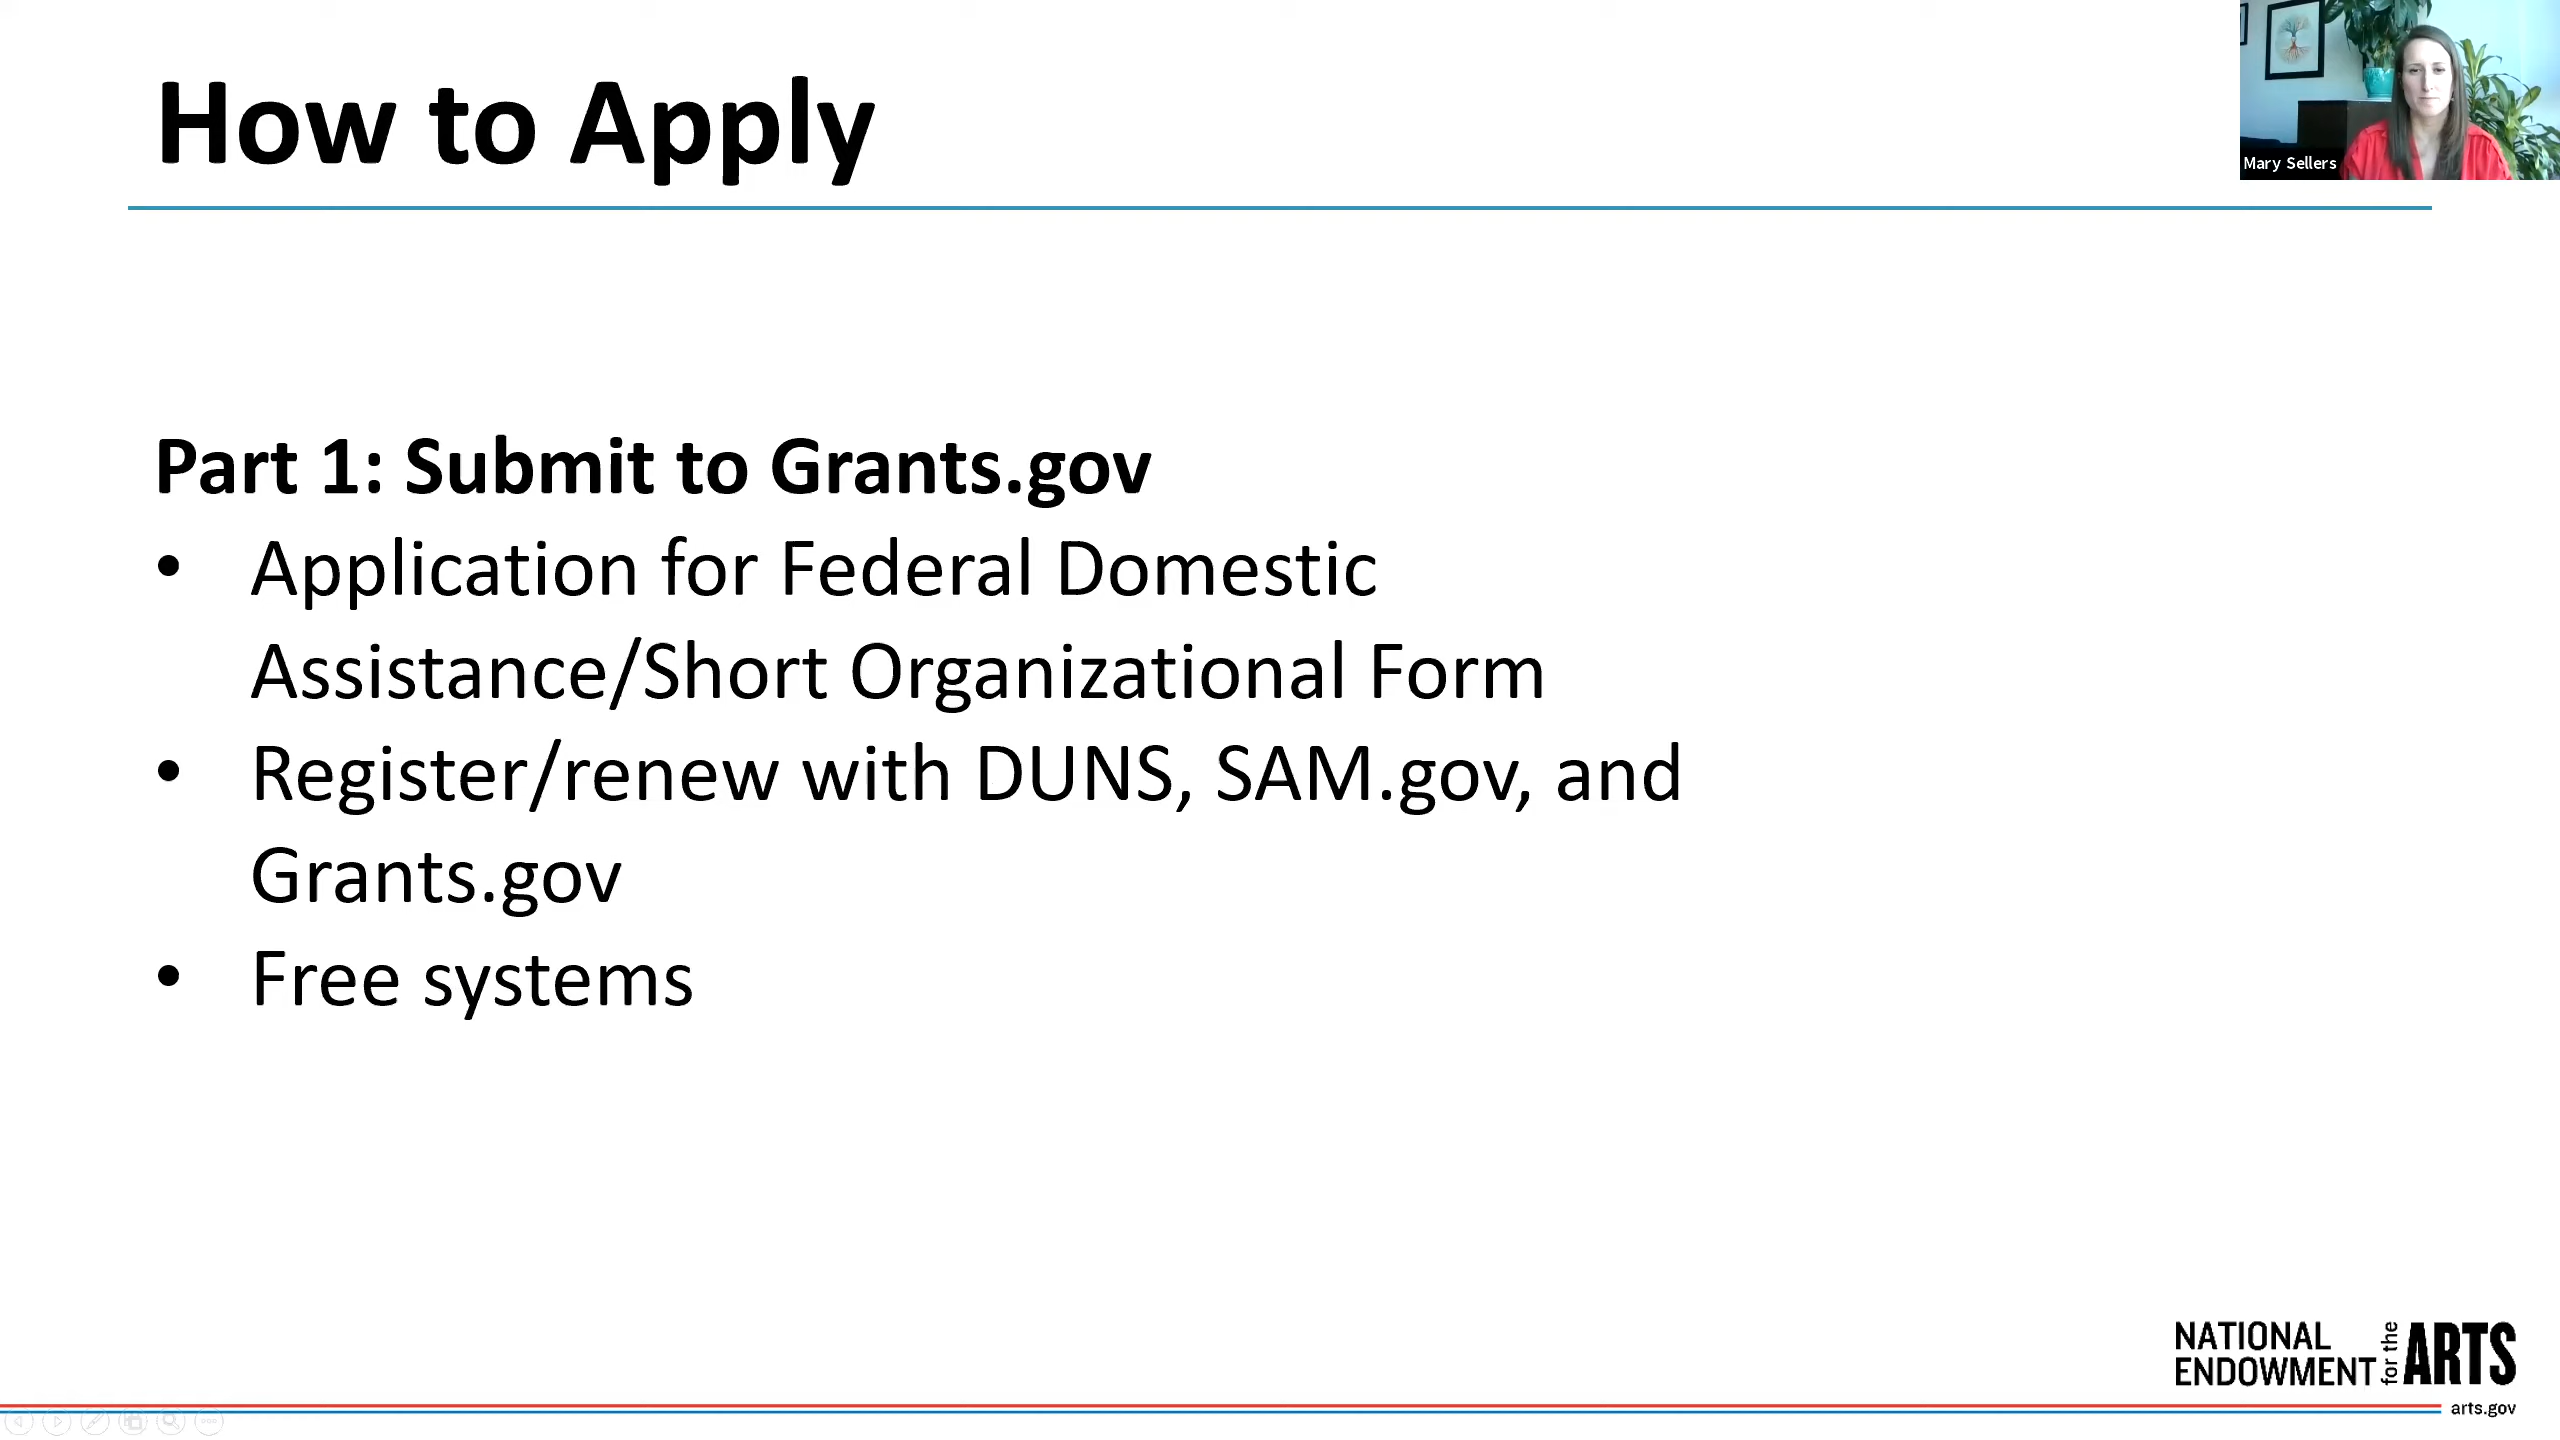 How to Apply
Mary Sellers
Part 1: Submit to Grants.gov
• Application for Federal Domestic
Assistance/Short Organizational Form
• Register/renew with DUNS, SAM.gov, and
Grants.gov
• Free systems
NATIONAL
ENDOWMENT
for the
ARTS
arts.gov